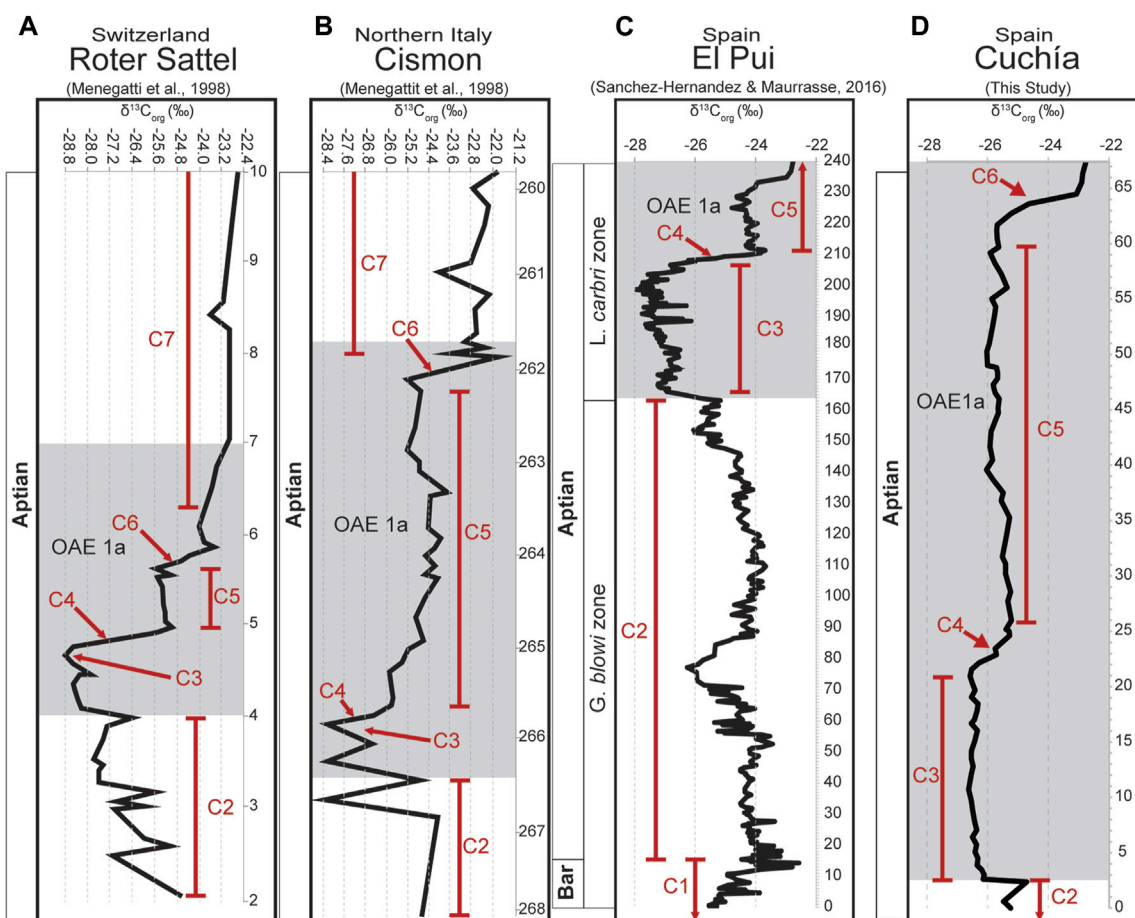 A
Switzerland
Roter Sattel
(Menegatti et al., 1998)
δ¹³Corg (‰)
-28.8
-28.0
-27.2
-26.4
-25.6
-24.8
-24.0
-23.2
10
9
8
7
6
5
4
3
2
Aptian
C7
C6
OAE 1a
C5
C4
C3
C2
B
Northern Italy
Cismon
(Menegattit et al., 1998)
δ¹³Corg (‰)
-28.4
-27.6
-26.8
-26.0
-25.2
-24.4
-23.6
-22.8
-22.0
-21.2
260
261
262
263
264
265
266
267
268
Aptian
C7
C6
OAE 1a
C5
C4
C3
C2
C
Spain
El Pui
(Sanchez-Hernandez & Maurrasse, 2016)
δ¹³Corg (‰)
-28
-26
-24
-22
240
230
220
210
200
190
180
170
160
150
140
130
120
110
100
90
80
70
60
50
40
30
20
10
0
Aptian
Bar
L. carbri zone
G. blowi zone
OAE 1a
C5
C4
C3
C2
C1
D
Spain
Cuchía
(This Study)
δ¹³Corg (‰)
-28
-26
-24
-22
65
60
55
50
45
40
35
30
25
20
15
10
5
0
Aptian
C6
OAE1a
C5
C4
C3
C2